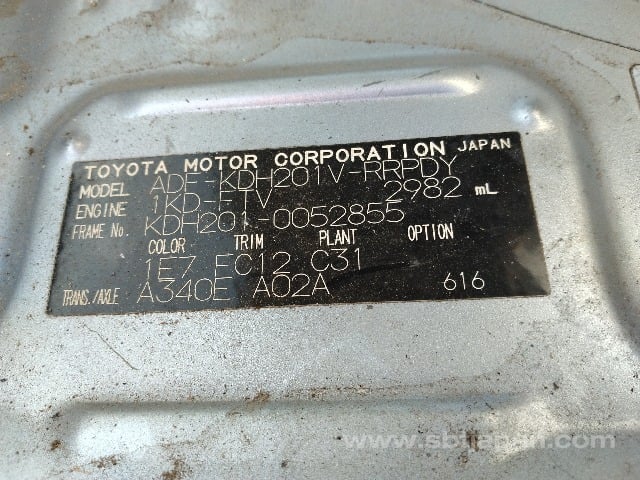 TOYOTA MOTOR CORPORATION JAPAN
MODEL ADF-KDH201V-RRPDY
ENGINE 1KD-FTV 2982 mL
FRAME No. KDH201-0052855
COLOR TRIM PLANT OPTION
1E7 FC12 C31
TRANS./AXLE A340E A02A 616
www.sbtjapan.com